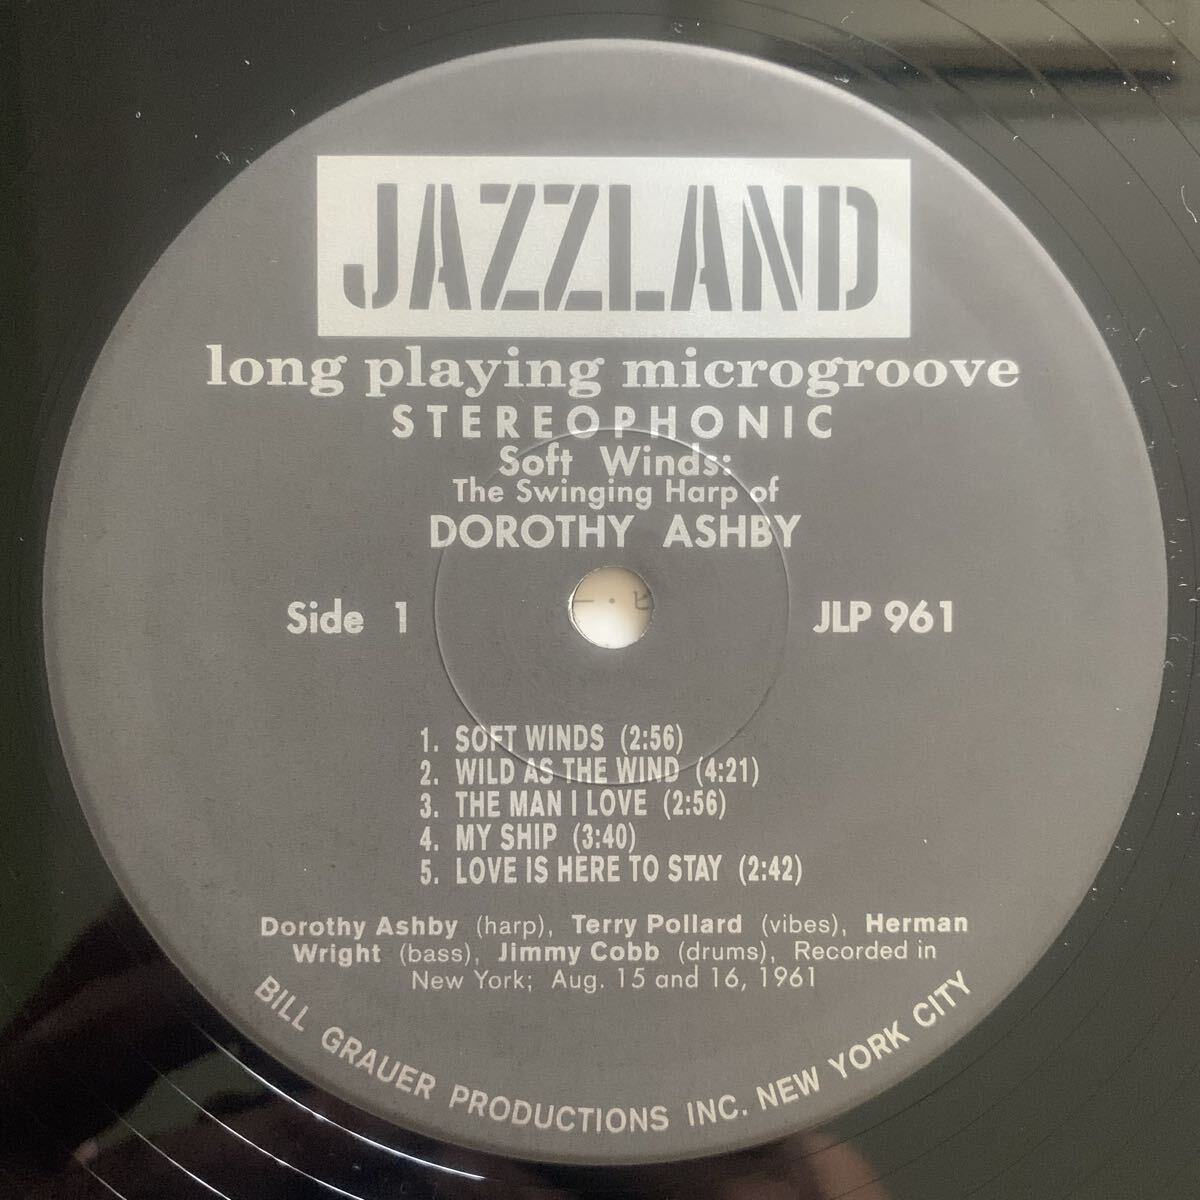 JAZZLAND
long playing microgroove
STEREOPHONIC
Soft Winds:
The Swinging Harp of
DOROTHY ASHBY
ー・ピ
Side 1 JLP 961
1. SOFT WINDS (2:56)
2. WILD AS THE WIND (4:21)
3. THE MAN I LOVE (2:56)
4. MY SHIP (3:40)
5. LOVE IS HERE TO STAY (2:42)
Dorothy Ashby (harp), Terry Pollard (vibes), Herman
Wright (bass), Jimmy Cobb (drums), Recorded in
New York; Aug. 15 and 16, 1961
BILL GRAUER PRODUCTIONS INC. NEW YORK CITY